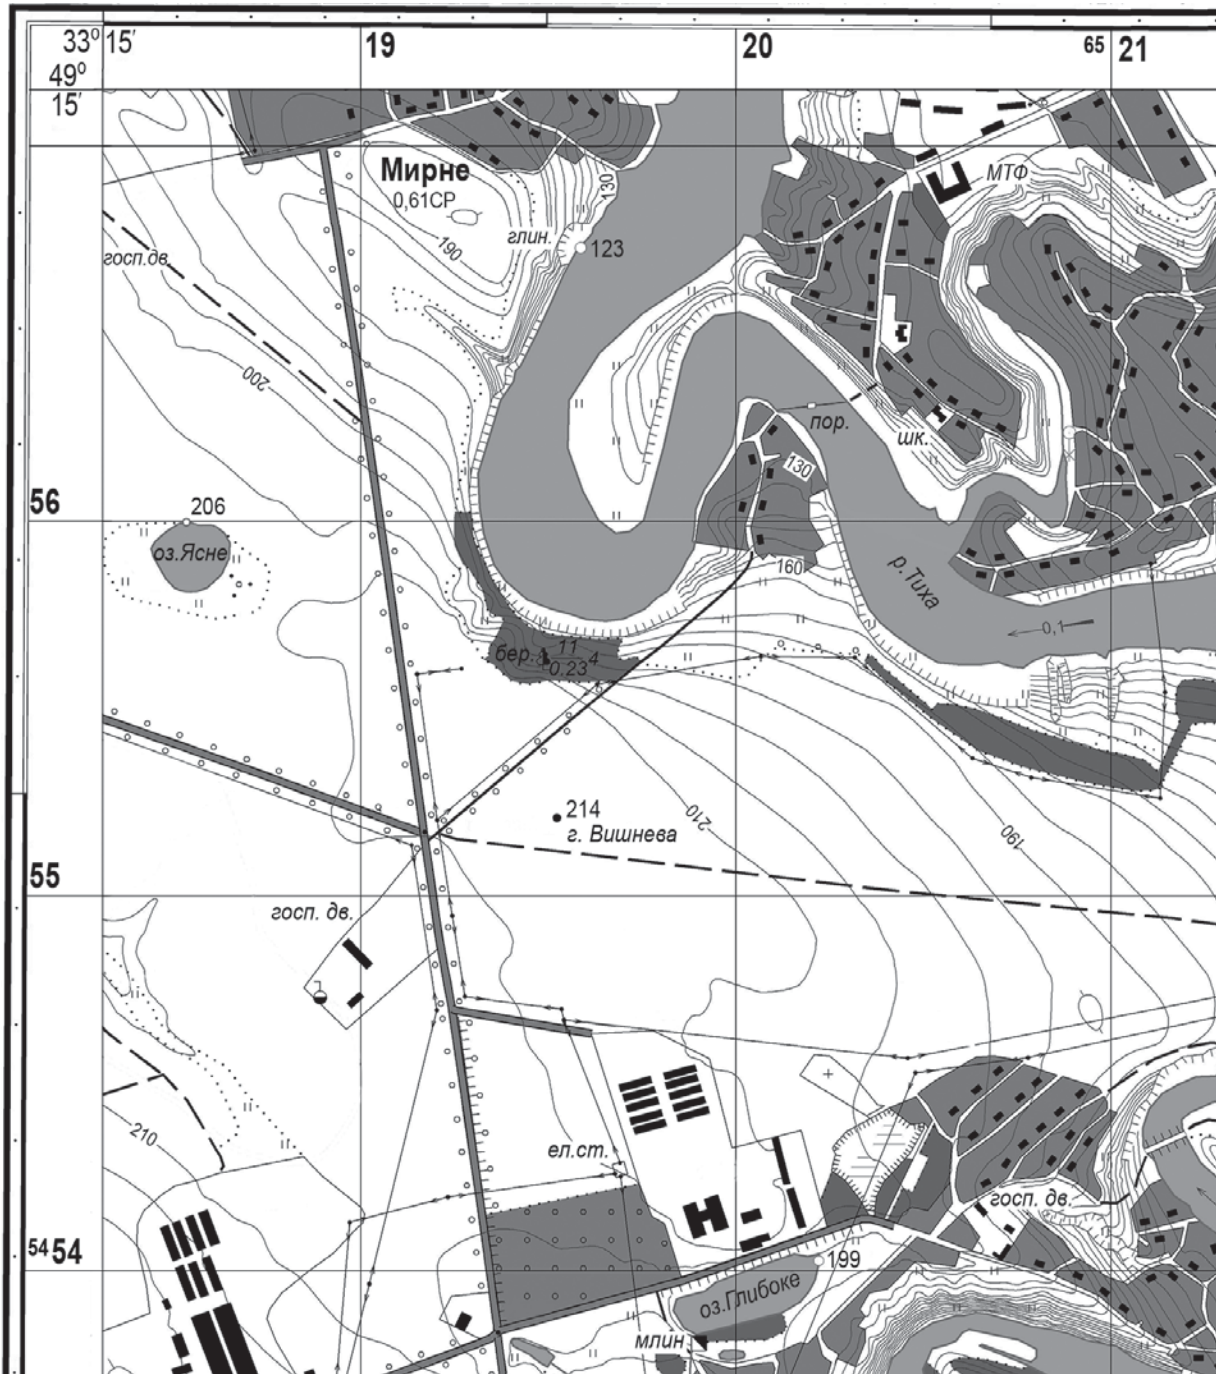 33° 15′
19
20
65 21
49°
15′
Мирне
0,61СР
МТФ
130
190
глин.
123
госп.дв.
200
пор.
шк.
130
56
206
оз.Ясне
160
р.Тиха
0,1
бер.
11
0.23
4
214
г. Вишнева
210
190
55
госп. дв.
210
ел.ст.
госп. дв.
54 54
199
оз.Глибоке
млин